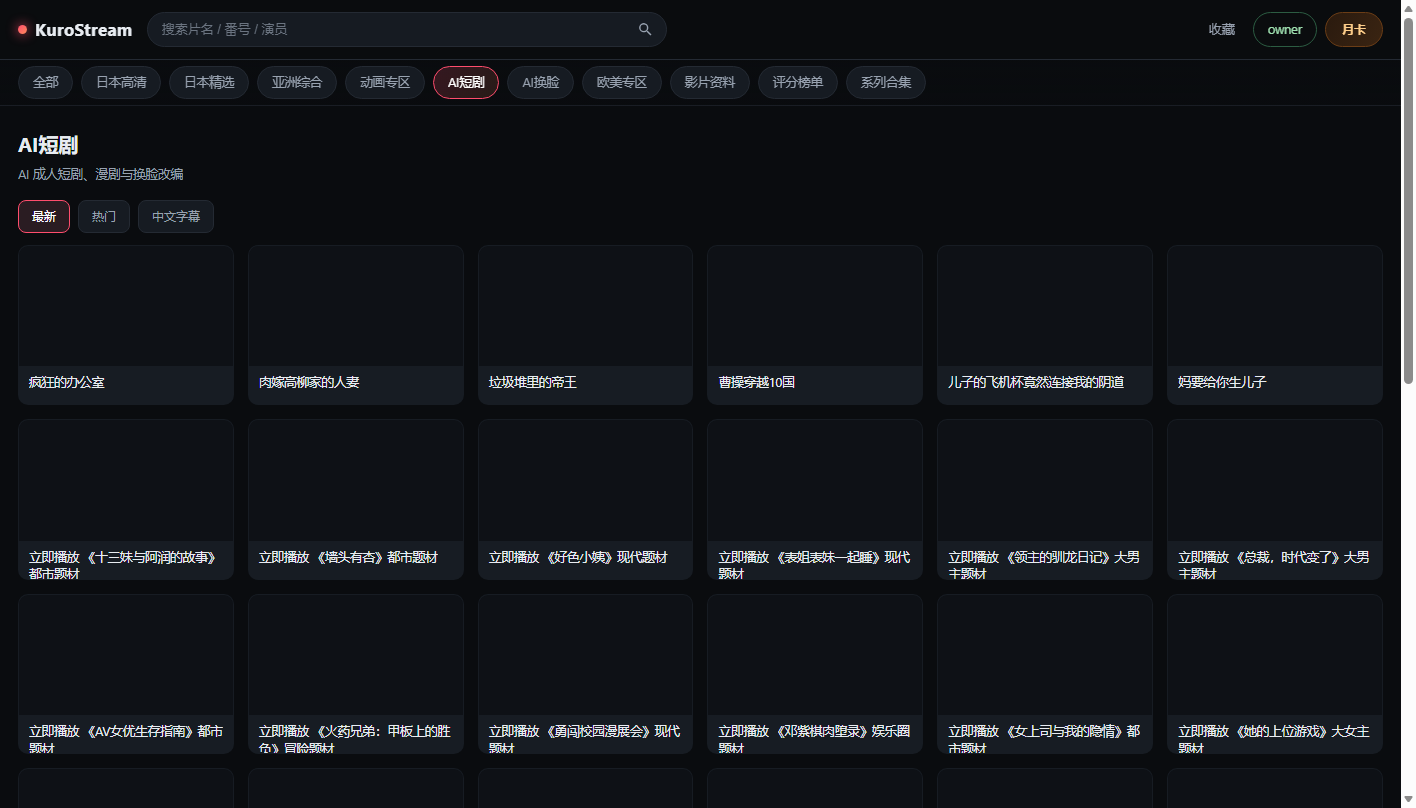 KuroStream
搜索片名 / 番号 / 演员
收藏
owner
月卡
全部
日本高清
日本精选
亚洲综合
动画专区
AI短剧
AI换脸
欧美专区
影片资料
评分榜单
系列合集
AI短剧
AI 成人短剧、漫剧与换脸改编
最新
热门
中文字幕
疯狂的办公室
肉嫁高柳家的人妻
垃圾堆里的帝王
曹操穿越10国
儿子的飞机杯竟然连接我的阴道
妈要给你生儿子
立即播放 《十三妹与阿润的故事》
都市题材
立即播放 《墙头有杏》都市题材
立即播放 《好色小姨》现代题材
立即播放 《表姐表妹一起睡》现代
题材
立即播放 《领主的驯龙日记》大男
主题材
立即播放 《总裁，时代变了》大男
主题材
立即播放 《AV女优生存指南》都市
题材
立即播放 《火药兄弟：甲板上的胜
负》冒险题材
立即播放 《勇闯校园漫展会》现代
题材
立即播放 《邓紫棋肉堕录》娱乐圈
题材
立即播放 《女上司与我的隐情》都
市题材
立即播放 《她的上位游戏》大女主
题材